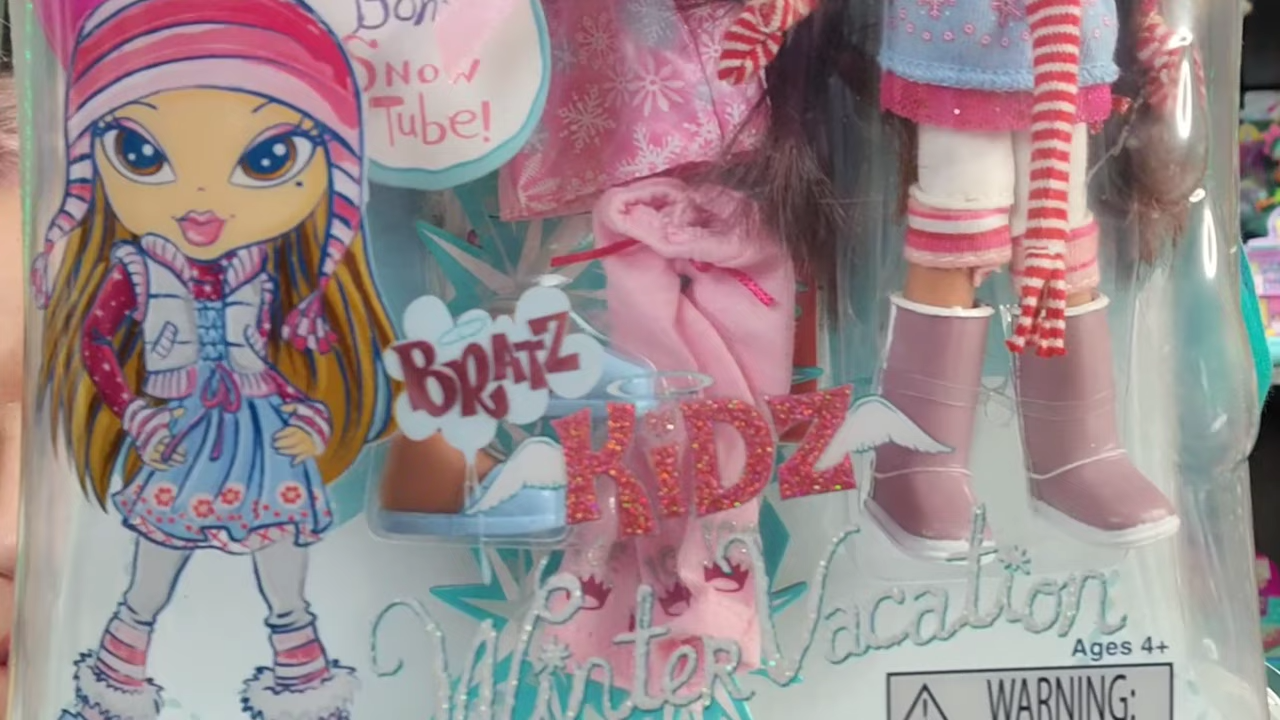 Snow
Tube!
BRATZ
KiDZ
Winter Vacation
Ages 4+
WARNING: